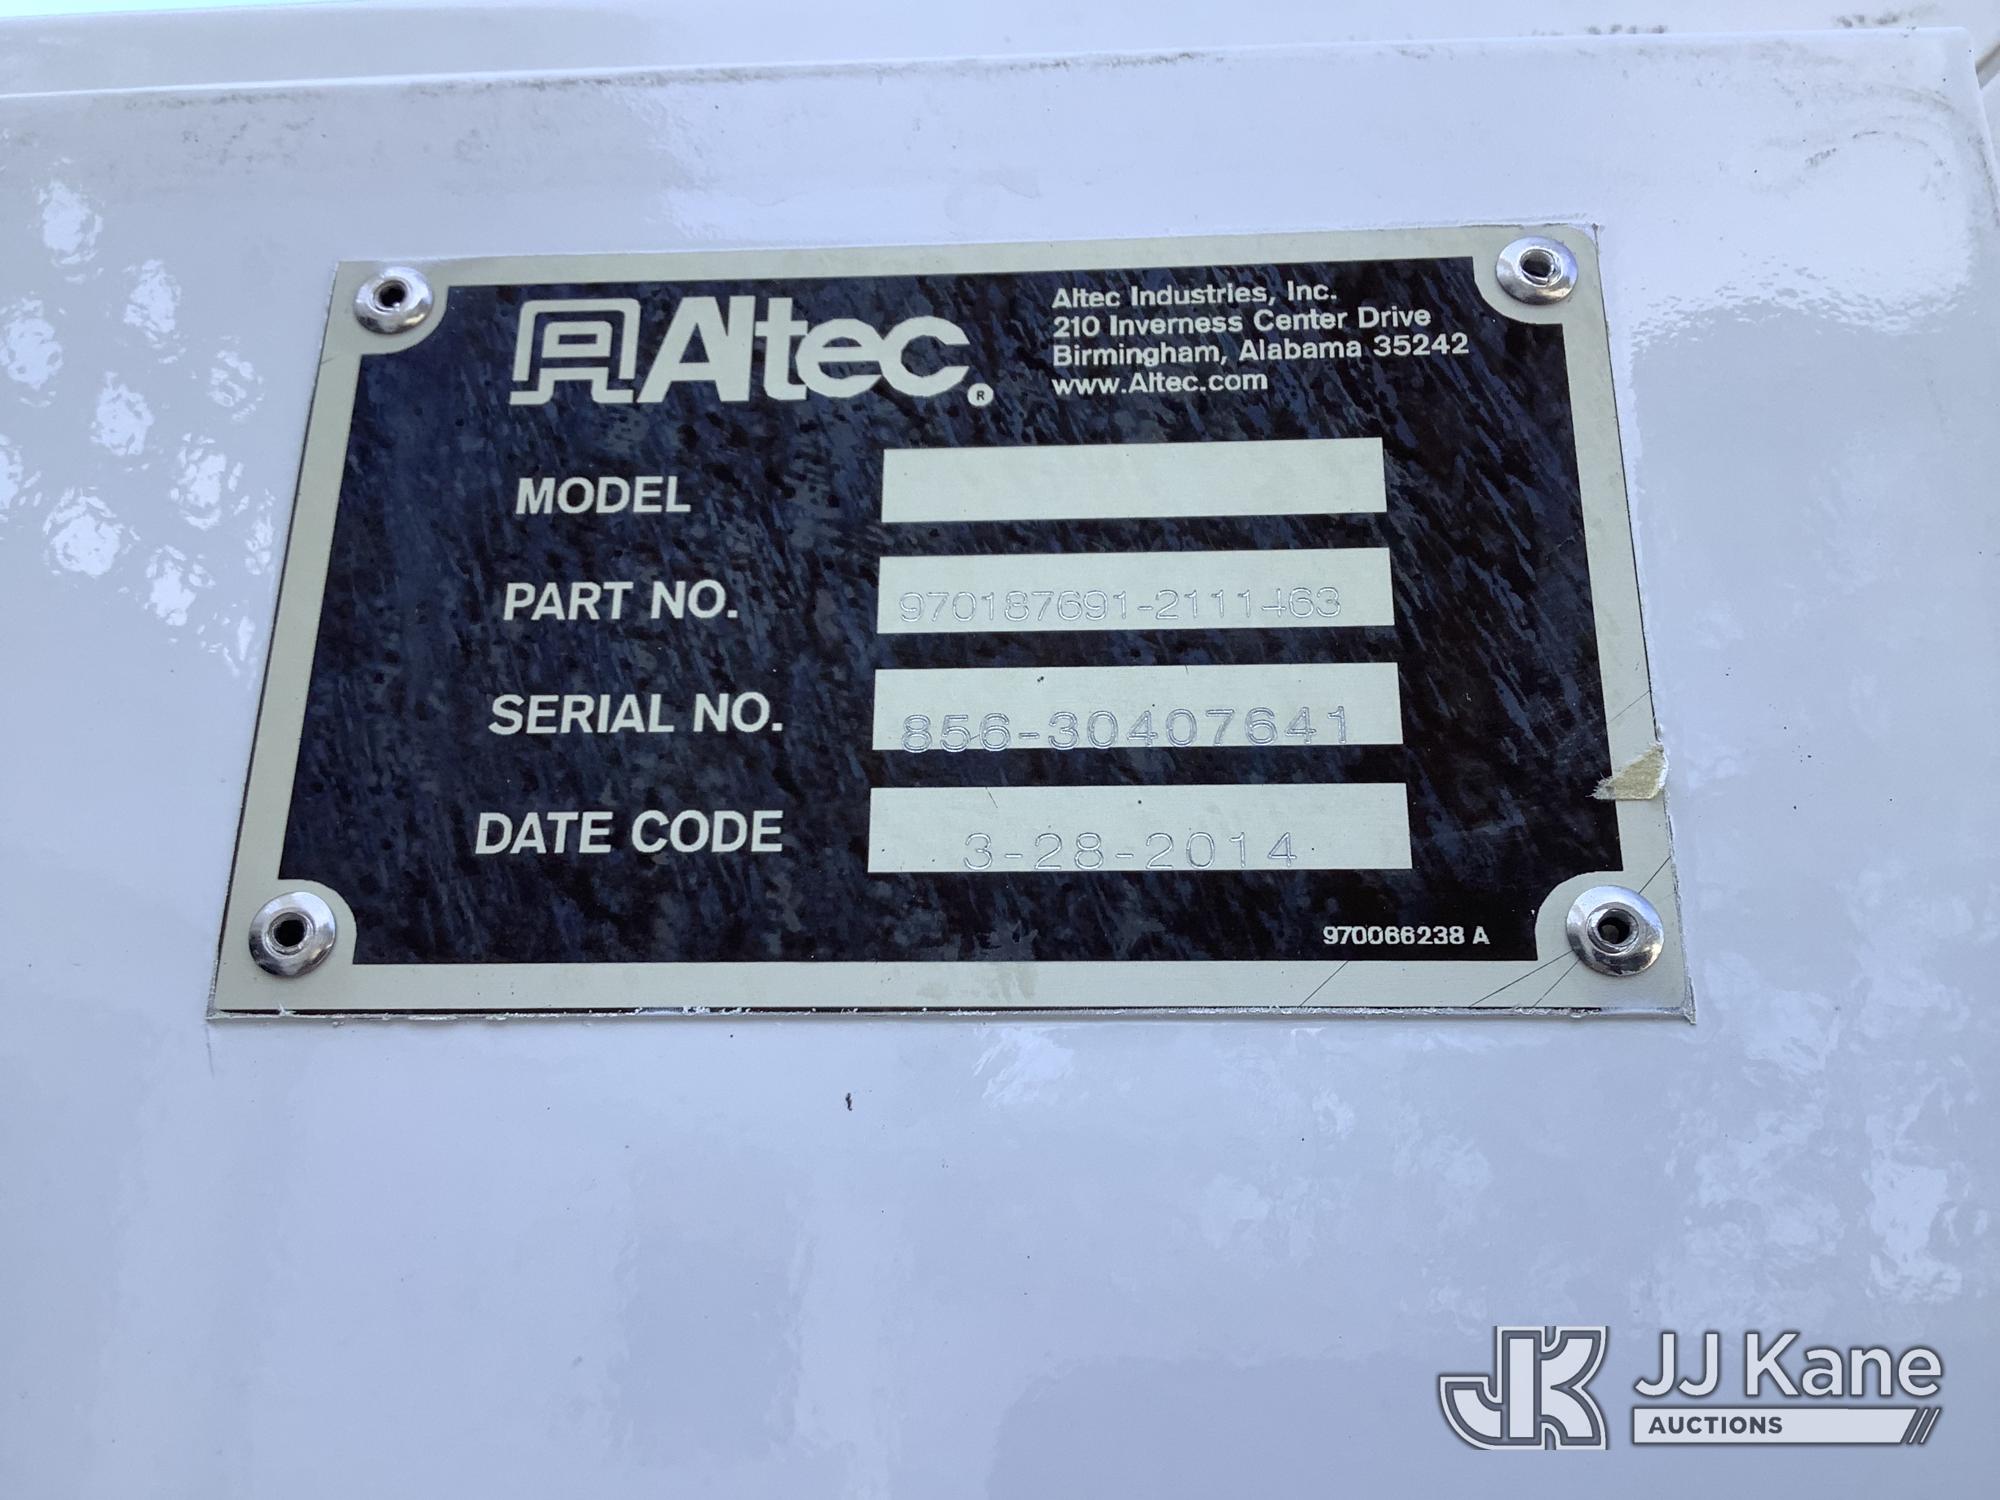 Altec®
Altec Industries, Inc.
210 Inverness Center Drive
Birmingham, Alabama 35242
www.Altec.com
MODEL
PART NO. 970187691-2111463
SERIAL NO. 856-30407641
DATE CODE 3-28-2014
970066238 A
JK JJ Kane
AUCTIONS